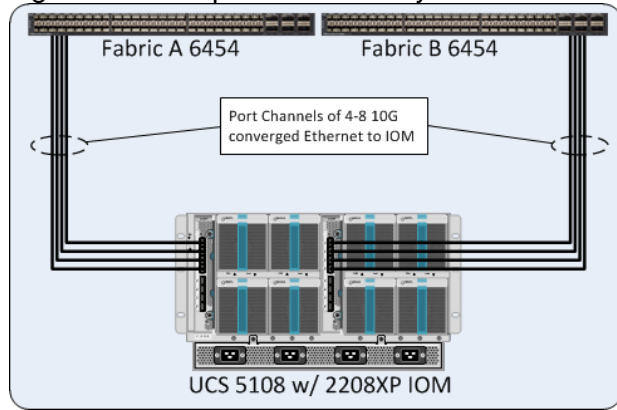 Fabric A 6454
Fabric B 6454
Port Channels of 4-8 10G
converged Ethernet to IOM
UCS 5108 w/ 2208XP IOM